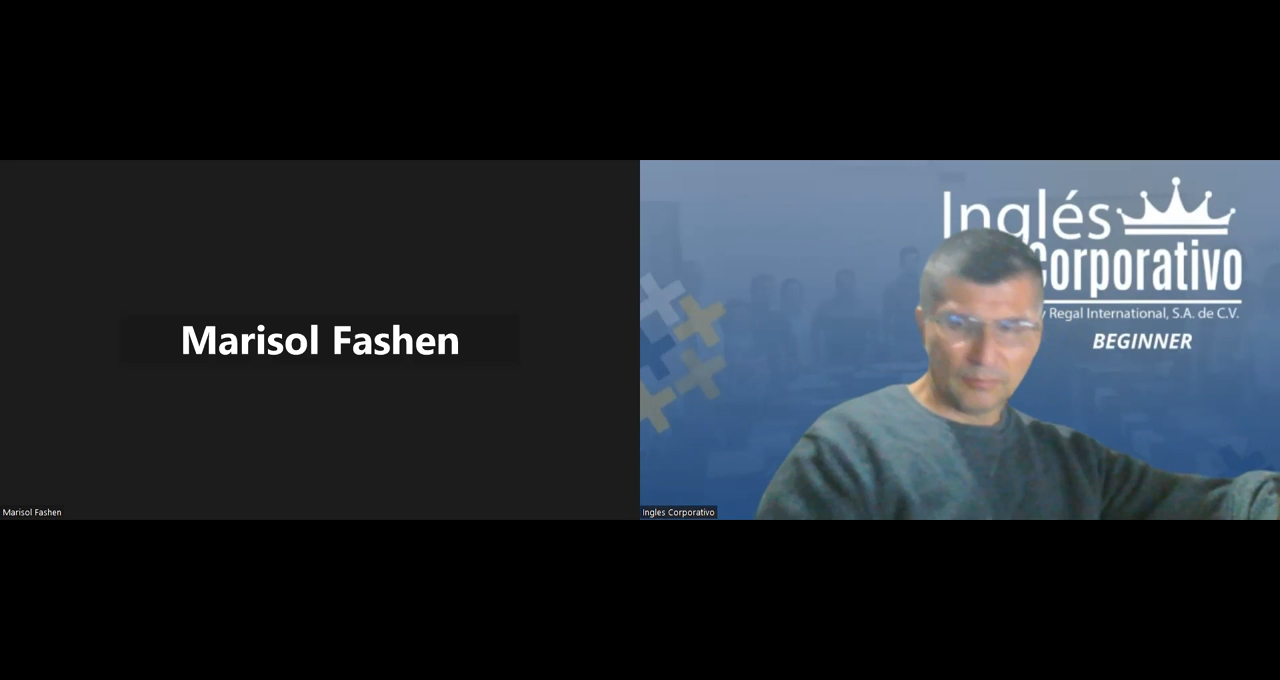 Marisol Fashen
Marisol Fashen
Inglés
Corporativo
y Regal International, S.A. de C.V.
BEGINNER
Ingles Corporativo